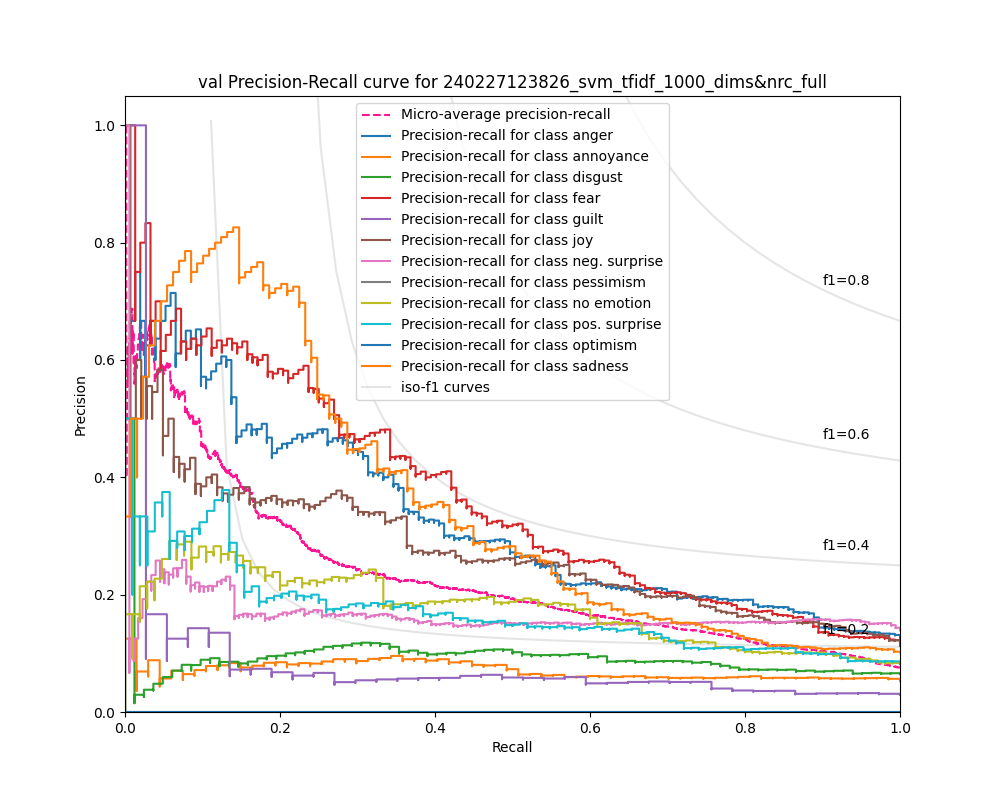 val Precision-Recall curve for 240227123826_svm_tfidf_1000_dims&nrc_full
Precision
1.0
0.8
0.6
0.4
0.2
0.0
Micro-average precision-recall
Precision-recall for class anger
Precision-recall for class annoyance
Precision-recall for class disgust
Precision-recall for class fear
Precision-recall for class guilt
Precision-recall for class joy
Precision-recall for class neg. surprise
Precision-recall for class pessimism
Precision-recall for class no emotion
Precision-recall for class pos. surprise
Precision-recall for class optimism
Precision-recall for class sadness
iso-f1 curves
f1=0.8
f1=0.6
f1=0.4
f1=0.2
0.0 0.2 0.4 0.6 0.8 1.0
Recall